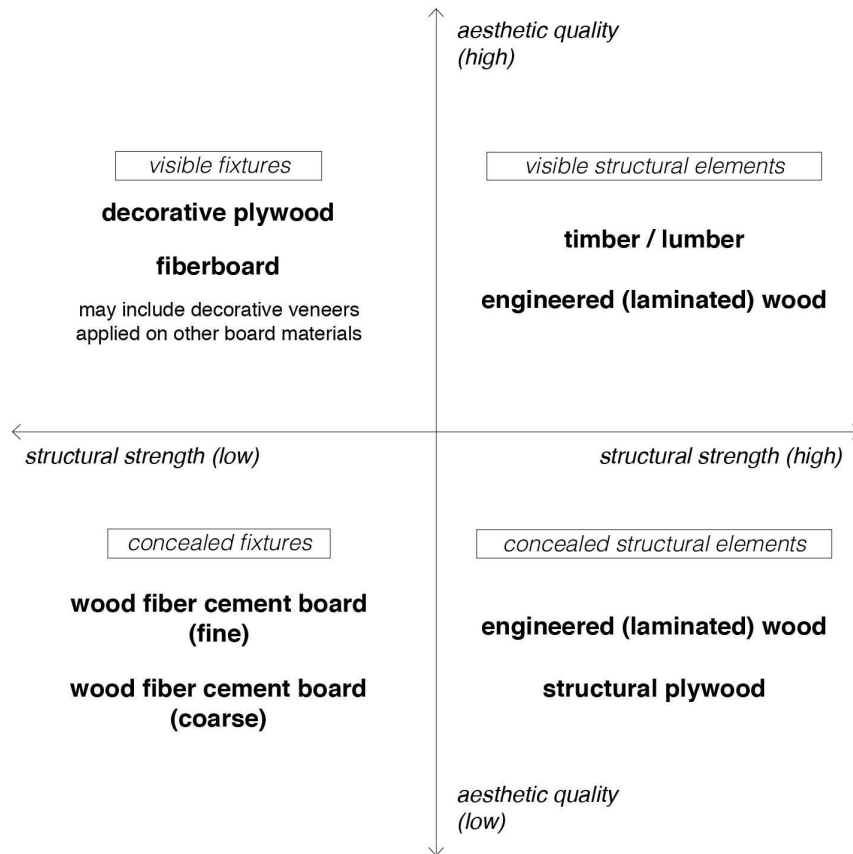 aesthetic quality
(high)
visible fixtures
decorative plywood
fiberboard
may include decorative veneers
applied on other board materials
visible structural elements
timber / lumber
engineered (laminated) wood
structural strength (low)
structural strength (high)
concealed fixtures
wood fiber cement board
(fine)
wood fiber cement board
(coarse)
concealed structural elements
engineered (laminated) wood
structural plywood
aesthetic quality
(low)